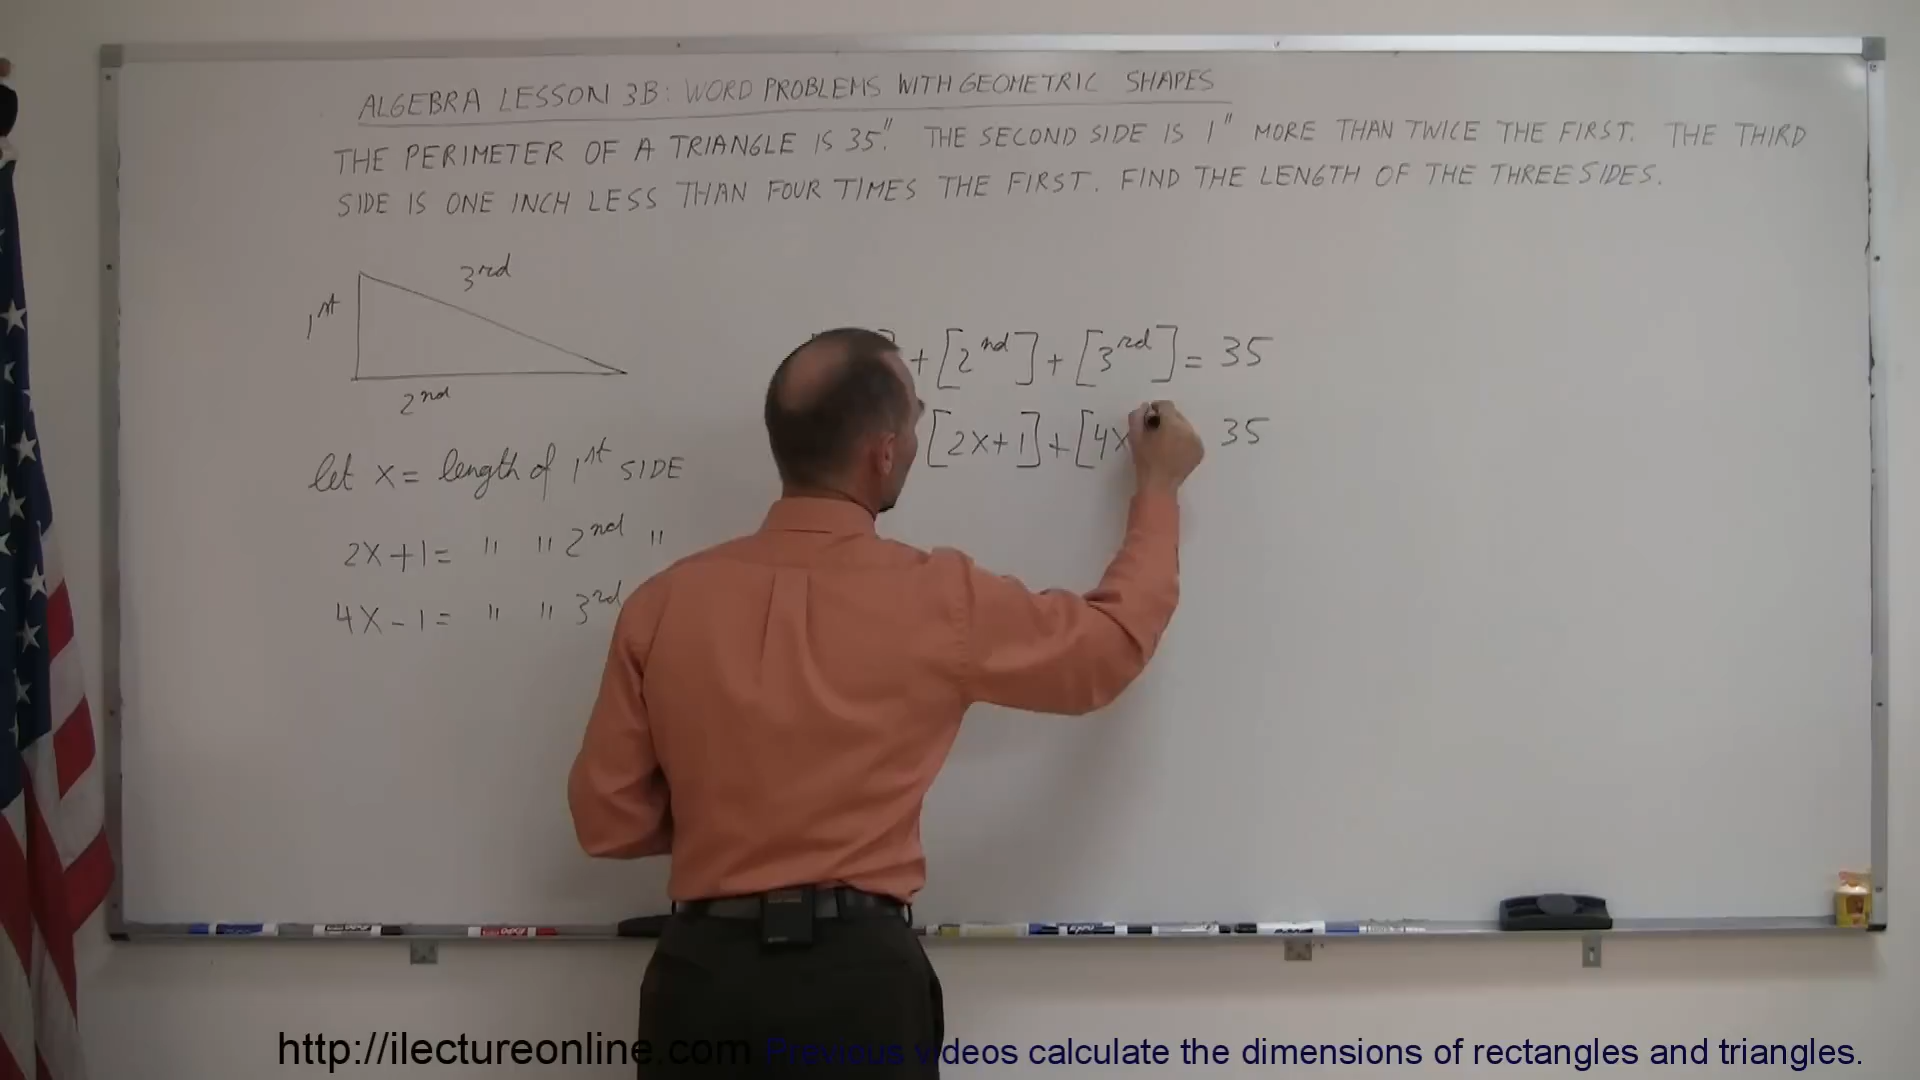 ALGEBRA LESSON 3B: WORD PROBLEMS WITH GEOMETRIC SHAPES
THE PERIMETER OF A TRIANGLE IS 35". THE SECOND SIDE IS 1" MORE THAN TWICE THE FIRST. THE THIRD
SIDE IS ONE INCH LESS THAN FOUR TIMES THE FIRST. FIND THE LENGTH OF THE THREE SIDES.
3rd
1st
2nd
+ [2nd] + [3rd] = 35
[2X+1] + [4X 35
let x = length of 1st SIDE
2X+1= " " 2nd "
4X-1= " " 3rd
http://ilectureonline.com Previous videos calculate the dimensions of rectangles and triangles.